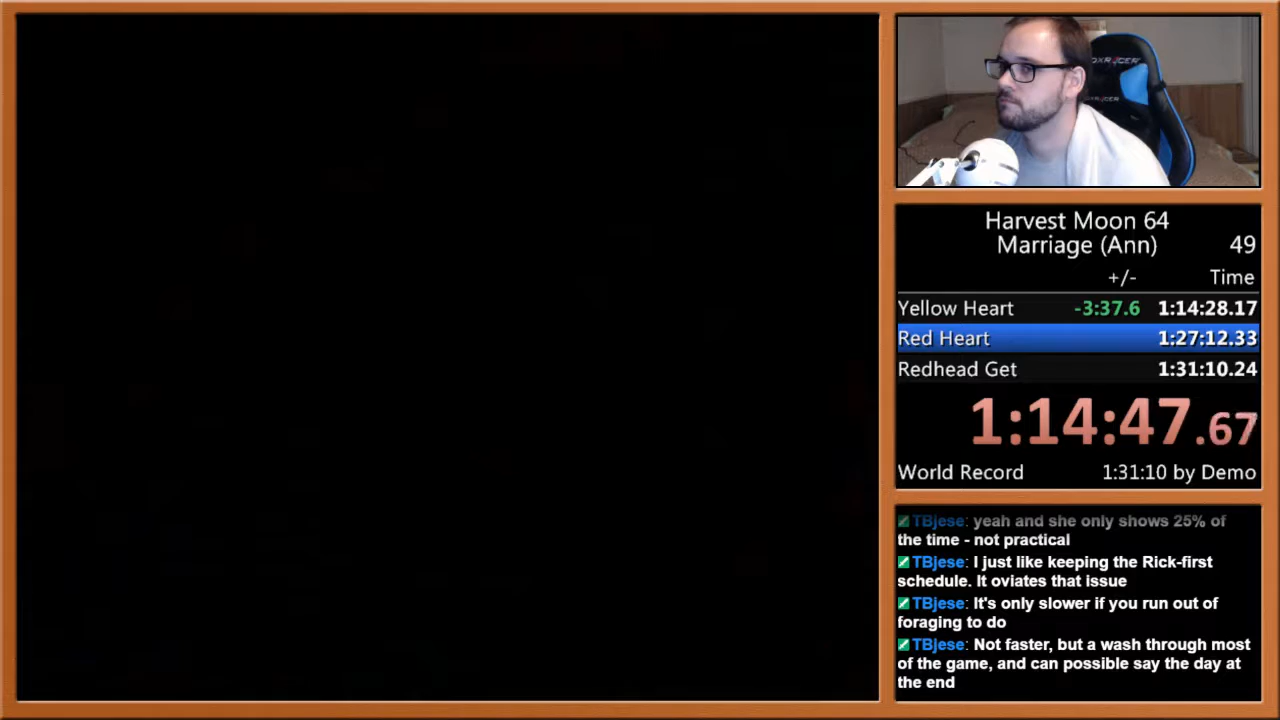 DXRACER
Harvest Moon 64
Marriage (Ann) 49
+/- Time
Yellow Heart -3:37.6 1:14:28.17
Red Heart 1:27:12.33
Redhead Get 1:31:10.24
1:14:47.67
World Record 1:31:10 by Demo
TBjese: yeah and she only shows 25% of
the time - not practical
TBjese: I just like keeping the Rick-first
schedule. It oviates that issue
TBjese: It's only slower if you run out of
foraging to do
TBjese: Not faster, but a wash through most
of the game, and can possible say the day at
the end